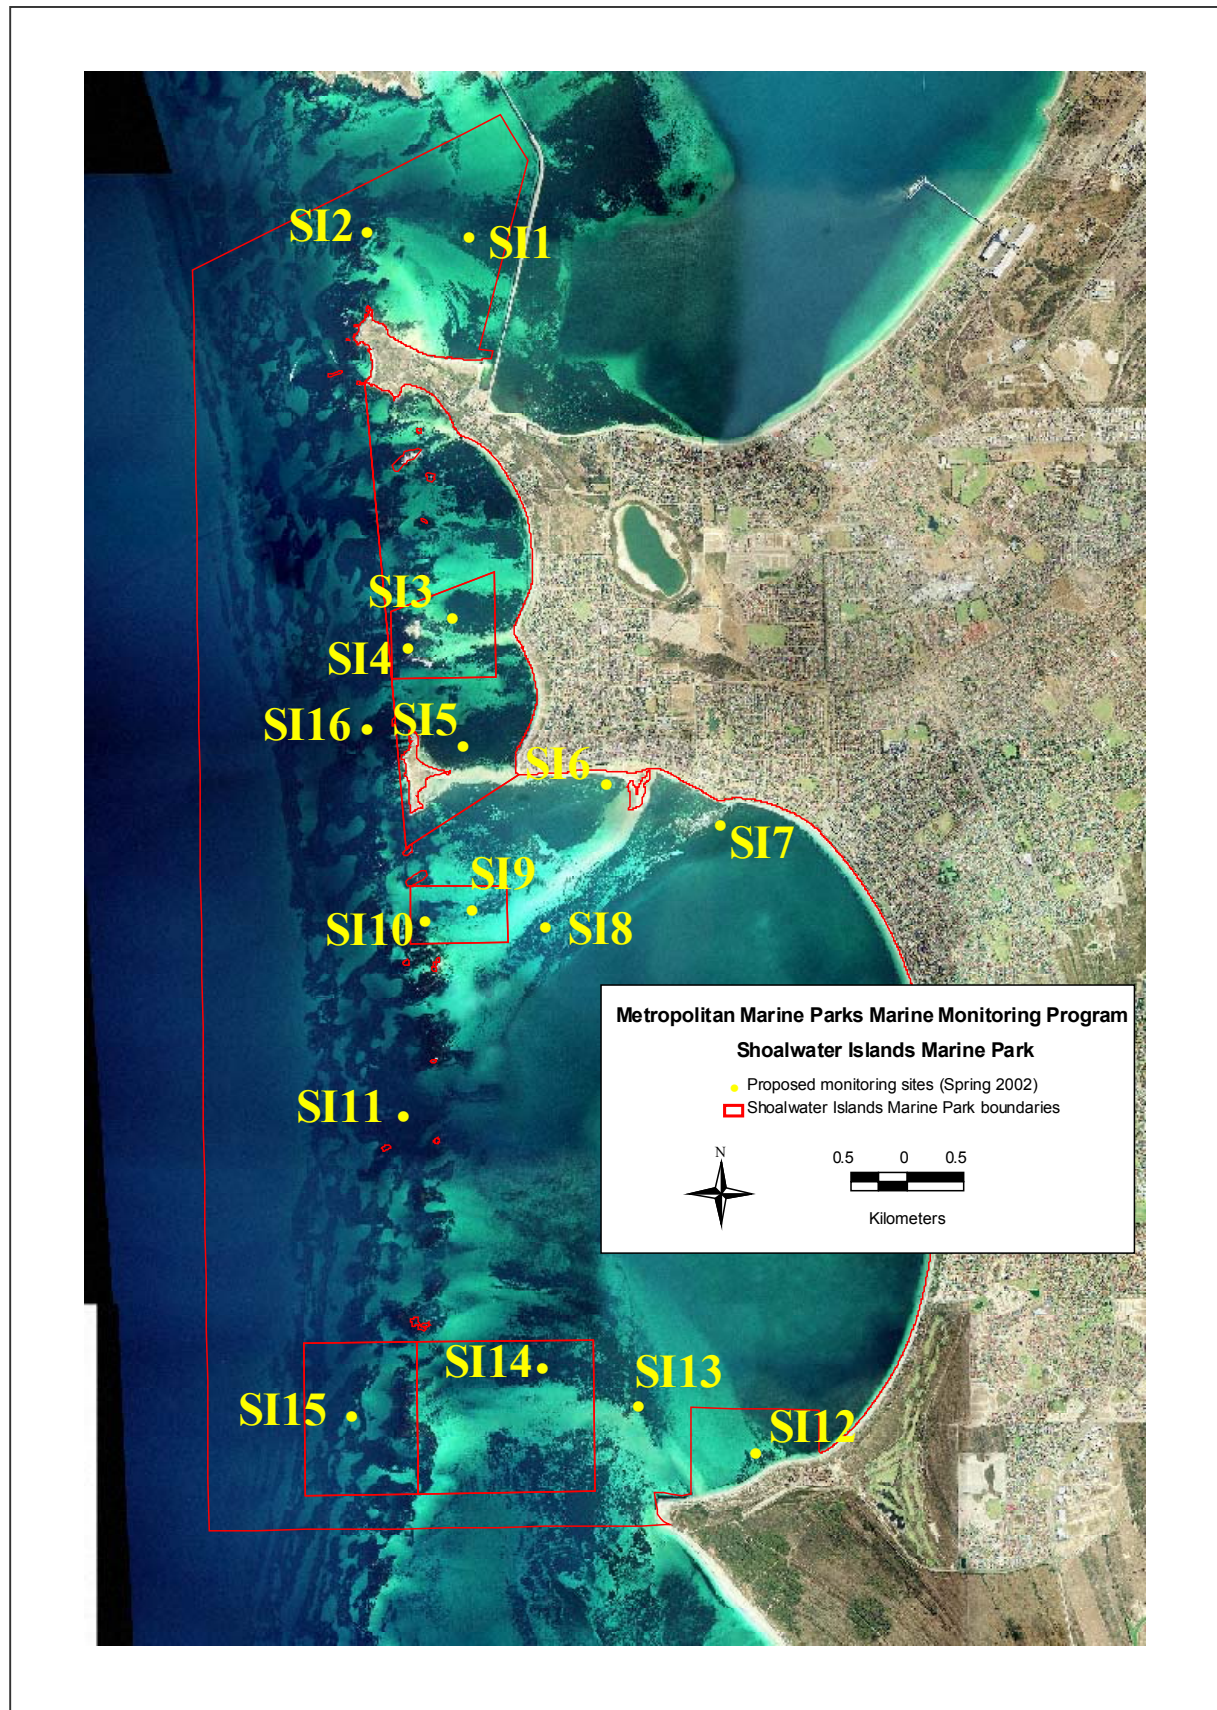 SI2
SI1
SI3
SI4
SI16
SI5
SI6
SI7
SI9
SI10
SI8
Metropolitan Marine Parks Marine Monitoring Program
Shoalwater Islands Marine Park
Proposed monitoring sites (Spring 2002)
Shoalwater Islands Marine Park boundaries
SI11
N
0.5 0 0.5
Kilometers
SI14
SI13
SI15
SI12